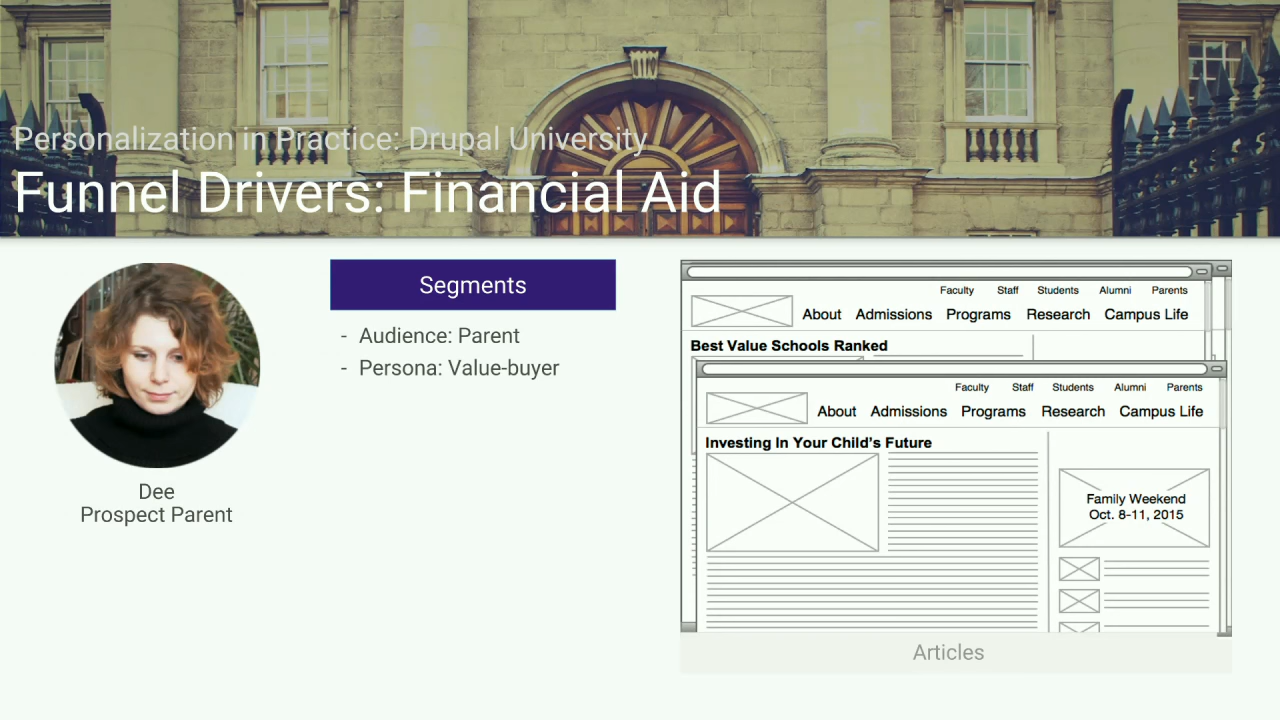 Personalization in Practice: Drupal University
Funnel Drivers: Financial Aid
Dee
Prospect Parent
Segments
- Audience: Parent
- Persona: Value-buyer
Faculty Staff Students Alumni Parents
About Admissions Programs Research Campus Life
Best Value Schools Ranked
Faculty Staff Students Alumni Parents
About Admissions Programs Research Campus Life
Investing In Your Child's Future
Family Weekend
Oct. 8-11, 2015
Articles